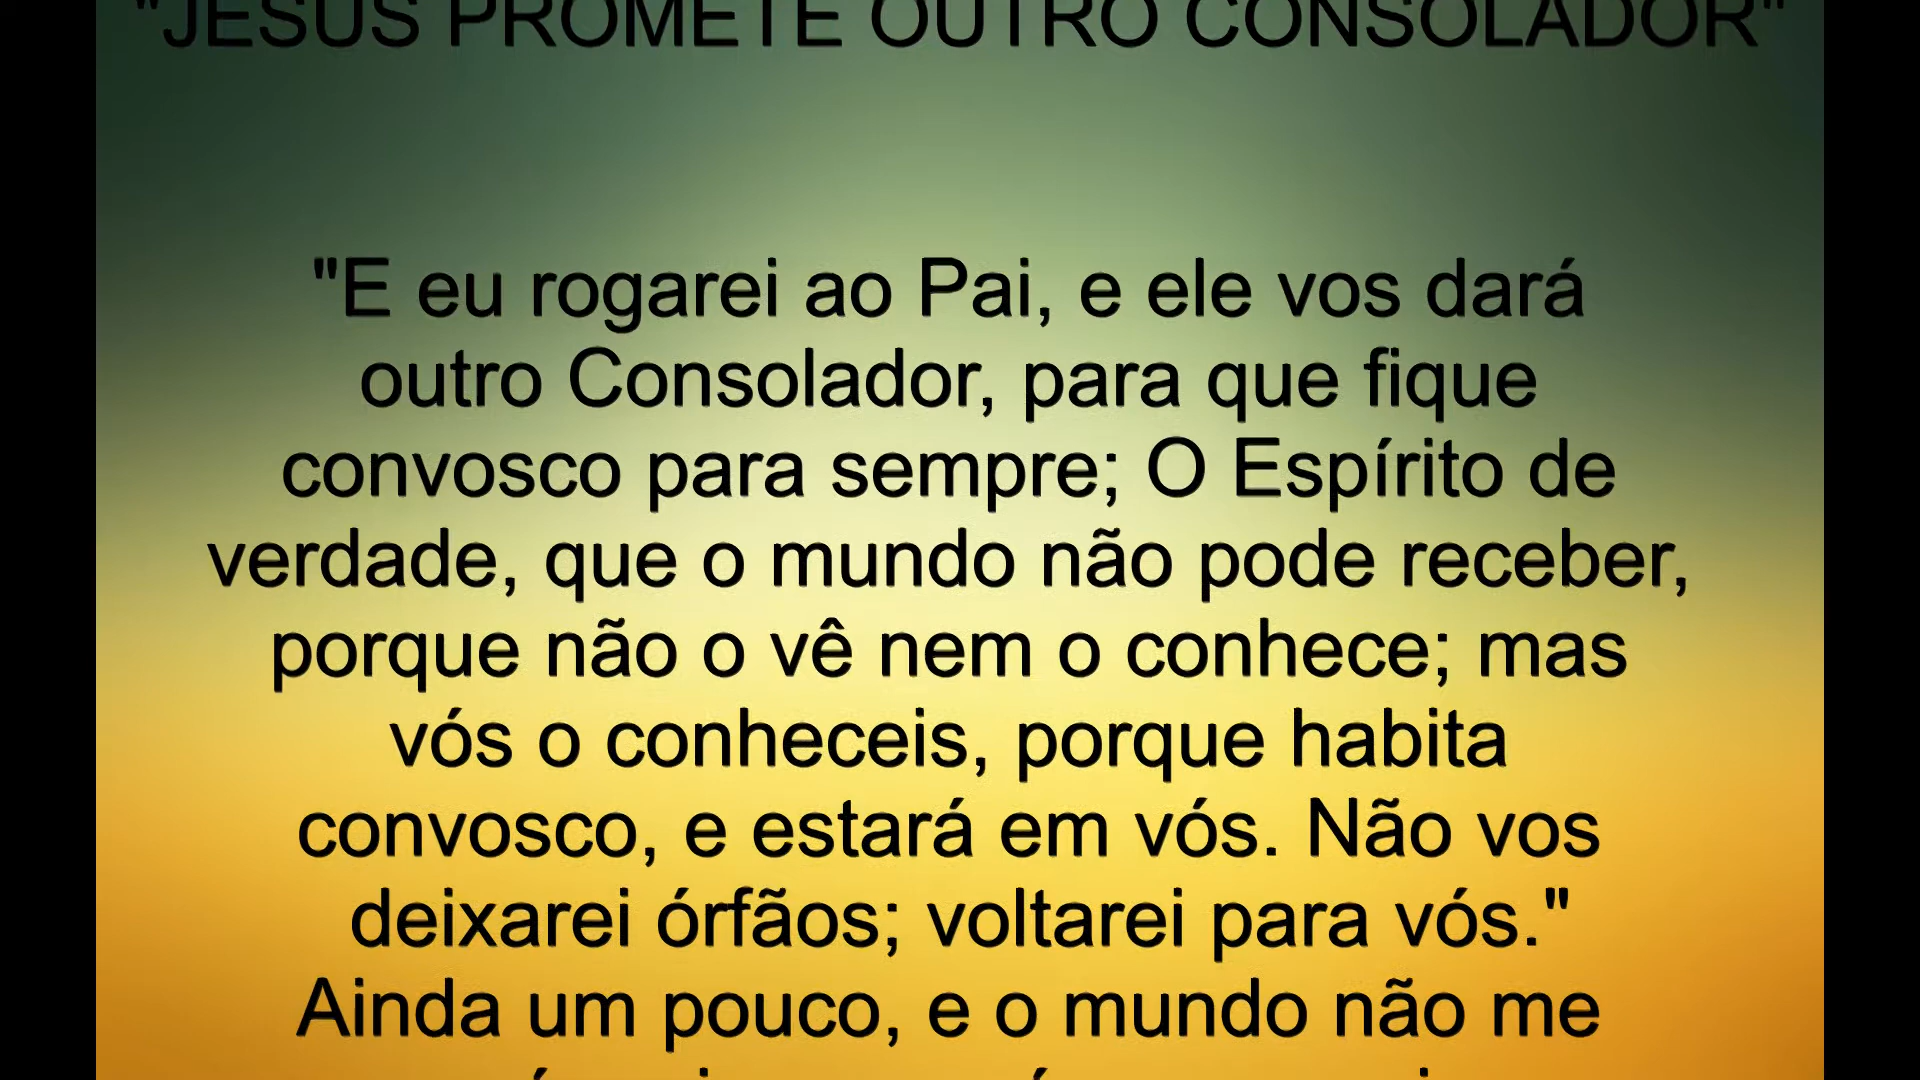 "JESUS PROMETE OUTRO CONSOLADOR"
"E eu rogarei ao Pai, e ele vos dará
outro Consolador, para que fique
convosco para sempre; O Espírito de
verdade, que o mundo não pode receber,
porque não o vê nem o conhece; mas
vós o conheceis, porque habita
convosco, e estará em vós. Não vos
deixarei órfãos; voltarei para vós."
Ainda um pouco, e o mundo não me